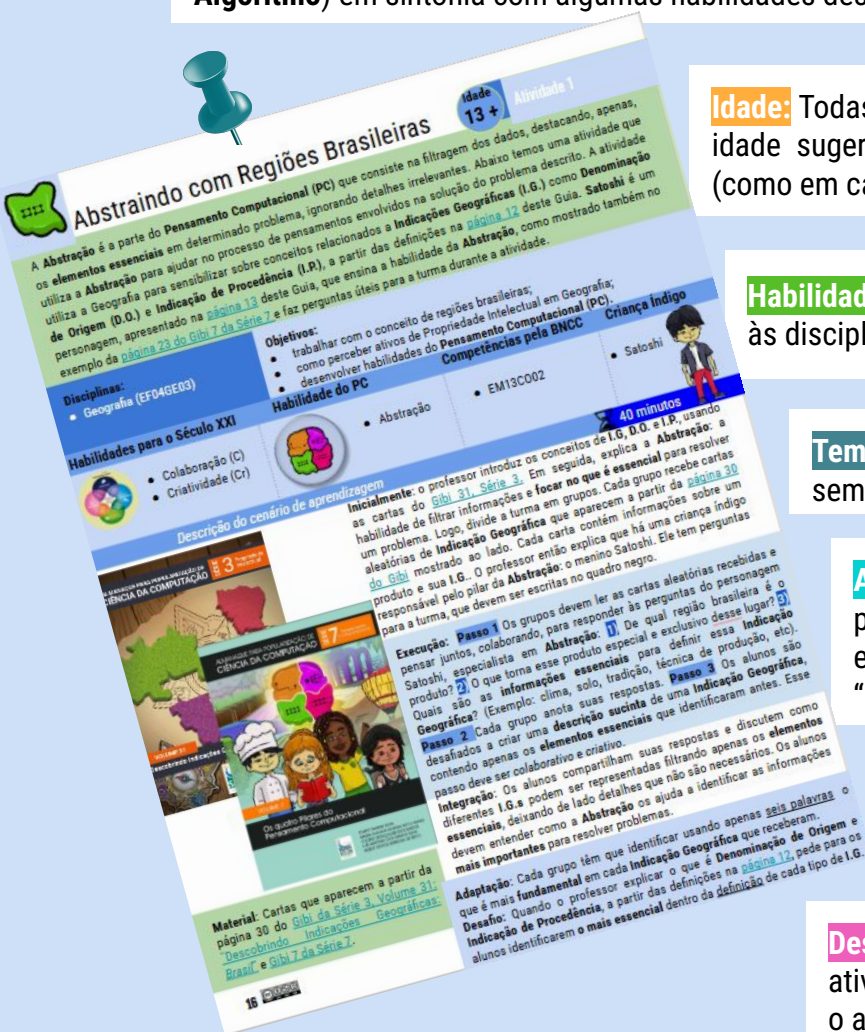 Algoritmo) em sintonia com algumas habilidades des
Idade 13 +
Atividade 1
Abstraindo com Regiões Brasileiras
A Abstração é a parte do Pensamento Computacional (PC) que consiste na filtragem dos dados, destacando, apenas,
os elementos essenciais em determinado problema, ignorando detalhes irrelevantes. Abaixo temos uma atividade que
utiliza a Abstração para ajudar no processo de pensamentos envolvidos na solução do problema descrito. A atividade
utiliza a Geografia para sensibilizar sobre conceitos relacionados a Indicações Geográficas (I.G.) como Denominação
de Origem (D.O.) e Indicação de Procedência (I.P.), a partir das definições na página 12 deste Guia. Satoshi é um
personagem, apresentado na página 13 deste Guia, que ensina a habilidade da Abstração, como mostrado também no
exemplo da página 23 do Gibi 7 da Série 7 e faz perguntas úteis para a turma durante a atividade.
Disciplinas:
● Geografia (EF04GE03)
Objetivos:
● trabalhar com o conceito de regiões brasileiras;
● como perceber ativos de Propriedade Intelectual em Geografia;
● desenvolver habilidades do Pensamento Computacional (PC).
Habilidades para o Século XXI
● Colaboração (C)
● Criatividade (Cr)
Habilidade do PC
● Abstração
Competências pela BNCC
● EM13CO02
Criança Índigo
● Satoshi
40 minutos
Descrição do cenário de aprendizagem
Inicialmente: o professor introduz os conceitos de I.G, D.O. e I.P., usando
as cartas do Gibi 31, Série 3. Em seguida, explica a Abstração: a
habilidade de filtrar informações e focar no que é essencial para resolver
um problema. Logo, divide a turma em grupos. Cada grupo recebe cartas
aleatórias de Indicação Geográfica que aparecem a partir da página 30
do Gibi mostrado ao lado. Cada carta contém informações sobre um
produto e sua I.G.. O professor então explica que há uma criança índigo
responsável pelo pilar da Abstração: o menino Satoshi. Ele tem perguntas
para a turma, que devem ser escritas no quadro negro.
Execução: Passo 1 Os grupos devem ler as cartas aleatórias recebidas e
pensar juntos, colaborando, para responder às perguntas do personagem
Satoshi, especialista em Abstração: 1) De qual região brasileira é o
produto? 2) O que torna esse produto especial e exclusivo desse lugar? 3)
Quais são as informações essenciais para definir essa Indicação
Geográfica? (Exemplo: clima, solo, tradição, técnica de produção, etc).
Passo 2 Cada grupo anota suas respostas. Passo 3 Os alunos são
desafiados a criar uma descrição sucinta de uma Indicação Geográfica,
contendo apenas os elementos essenciais que identificaram antes. Esse
passo deve ser colaborativo e criativo.
Integração: Os alunos compartilham suas respostas e discutem como
diferentes I.G.s podem ser representadas filtrando apenas os elementos
essenciais, deixando de lado detalhes que não são necessários. Os alunos
devem entender como a Abstração os ajuda a identificar as informações
mais importantes para resolver problemas.
Adaptação: Cada grupo têm que identificar usando apenas seis palavras o
que é mais fundamental em cada Indicação Geográfica que receberam.
Desafio: Quando o professor explicar o que é Denominação de Origem e
Indicação de Procedência, a partir das definições na página 12, pede para os
alunos identificarem o mais essencial dentro da definição de cada tipo de I.G.
SÉRIE 3
CIÊNCIA DA COMPUTAÇÃO
SÉRIE 7
ALMANAQUE PARA POPULARIZAÇÃO DE
CIÊNCIA DA COMPUTAÇÃO
VOLUME 7
Os quatro Pilares do
Pensamento Computacional
Material: Cartas que aparecem a partir da
página 30 do Gibi da Série 3, Volume 31:
"Descobrindo Indicações Geográficas:
Brasil" e Gibi 7 da Série 7.
16
Idade: Todas
idade suger
(como em ca
Habilidad
às discipl
Tem
sem
A
p
e
“
Des
ativ
o a